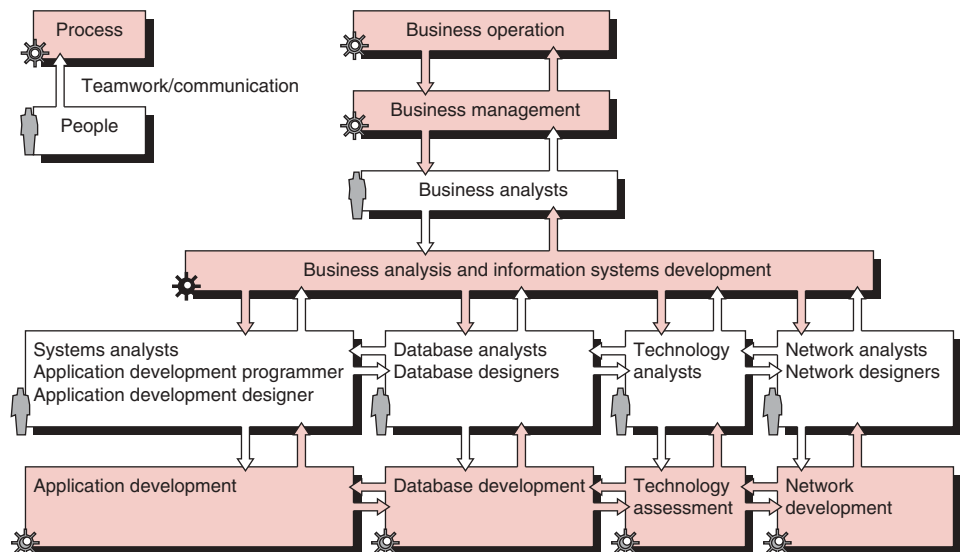 Process
Teamwork/communication
People
Business operation
Business management
Business analysts
Business analysis and information systems development
Systems analysts
Application development programmer
Application development designer
Database analysts
Database designers
Technology
analysts
Network analysts
Network designers
Application development
Database development
Technology
assessment
Network
development